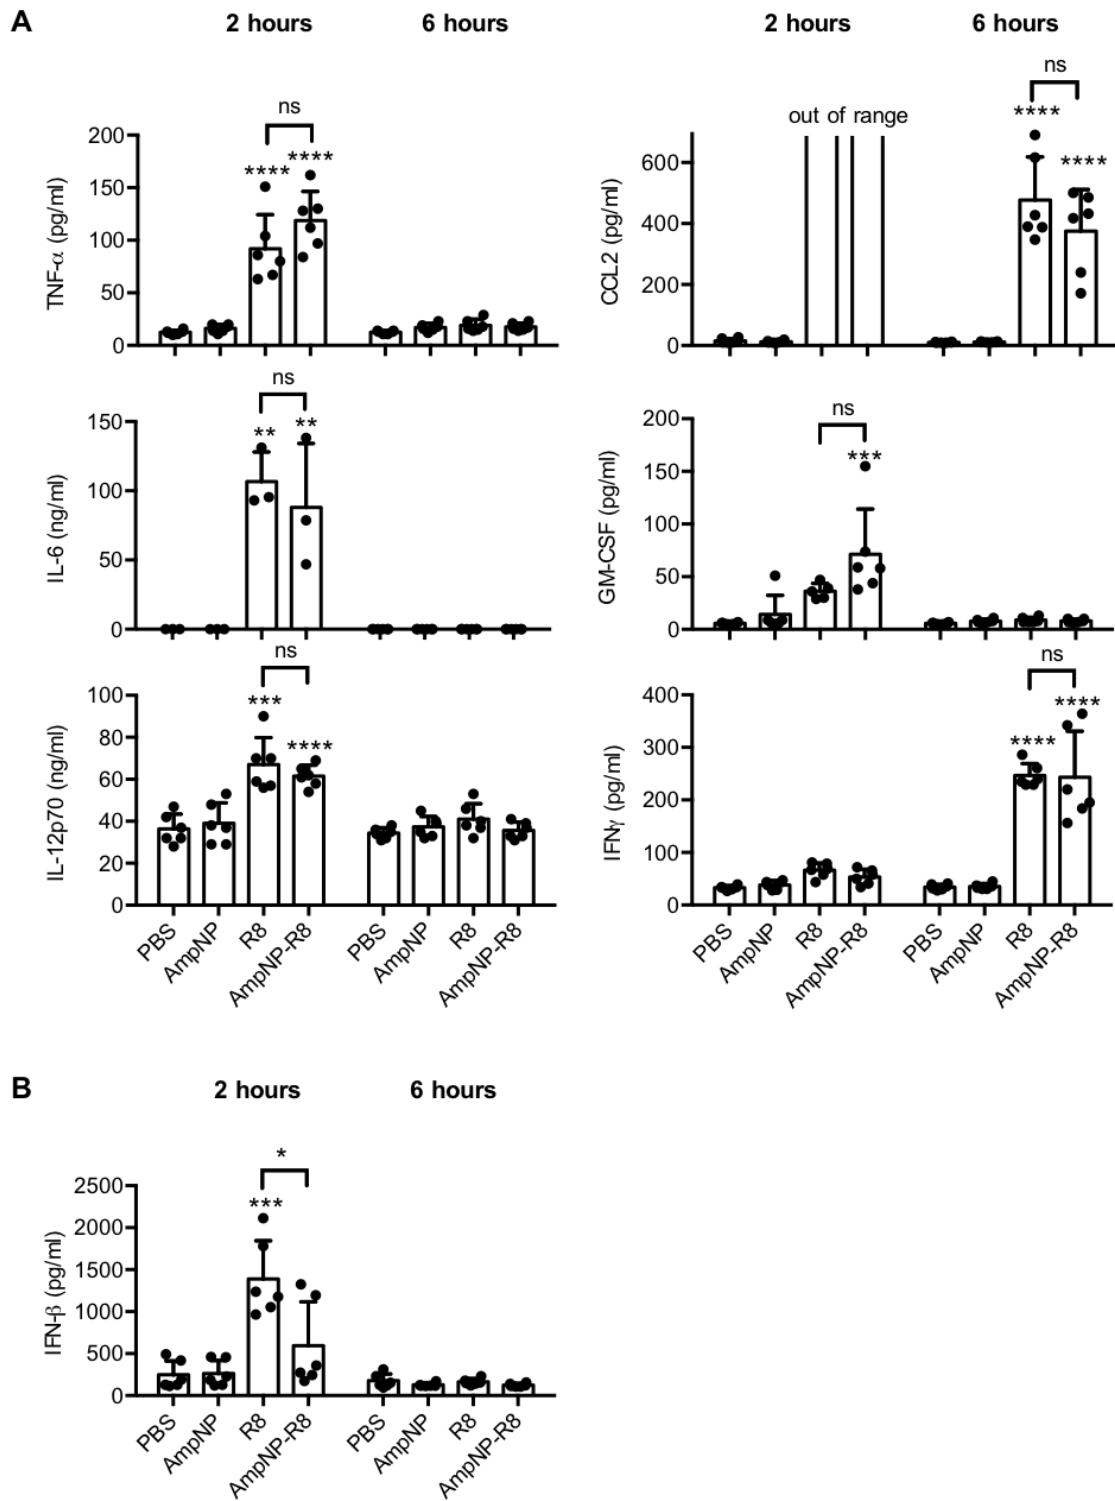 A
2 hours 6 hours 2 hours 6 hours
ns
out of range
ns
**** ****
**** ****
TNF-α (pg/ml)
200
150
100
50
0
CCL2 (pg/ml)
600
400
200
0
ns
** **
IL-6 (ng/ml)
150
100
50
0
ns
***
GM-CSF (pg/ml)
200
150
100
50
0
ns
*** ****
IL-12p70 (ng/ml)
100
80
60
40
20
0
PBS
AmpNP
R8
AmpNP-R8
PBS
AmpNP
R8
AmpNP-R8
ns
**** ****
IFNγ (pg/ml)
400
300
200
100
0
PBS
AmpNP
R8
AmpNP-R8
PBS
AmpNP
R8
AmpNP-R8
B
2 hours 6 hours
*
***
IFN-β (pg/ml)
2500
2000
1500
1000
500
0
PBS
AmpNP
R8
AmpNP-R8
PBS
AmpNP
R8
AmpNP-R8